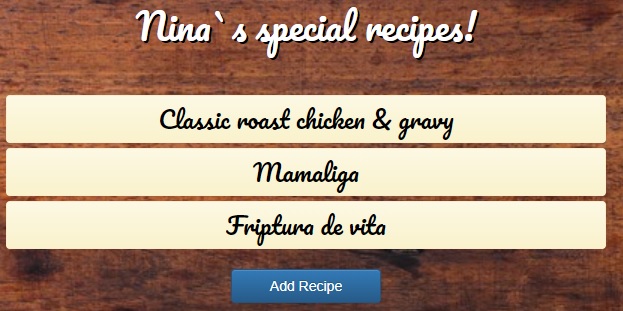 Nina`s special recipes!
Classic roast chicken & gravy
Mamaliga
Friptura de vita
Add Recipe